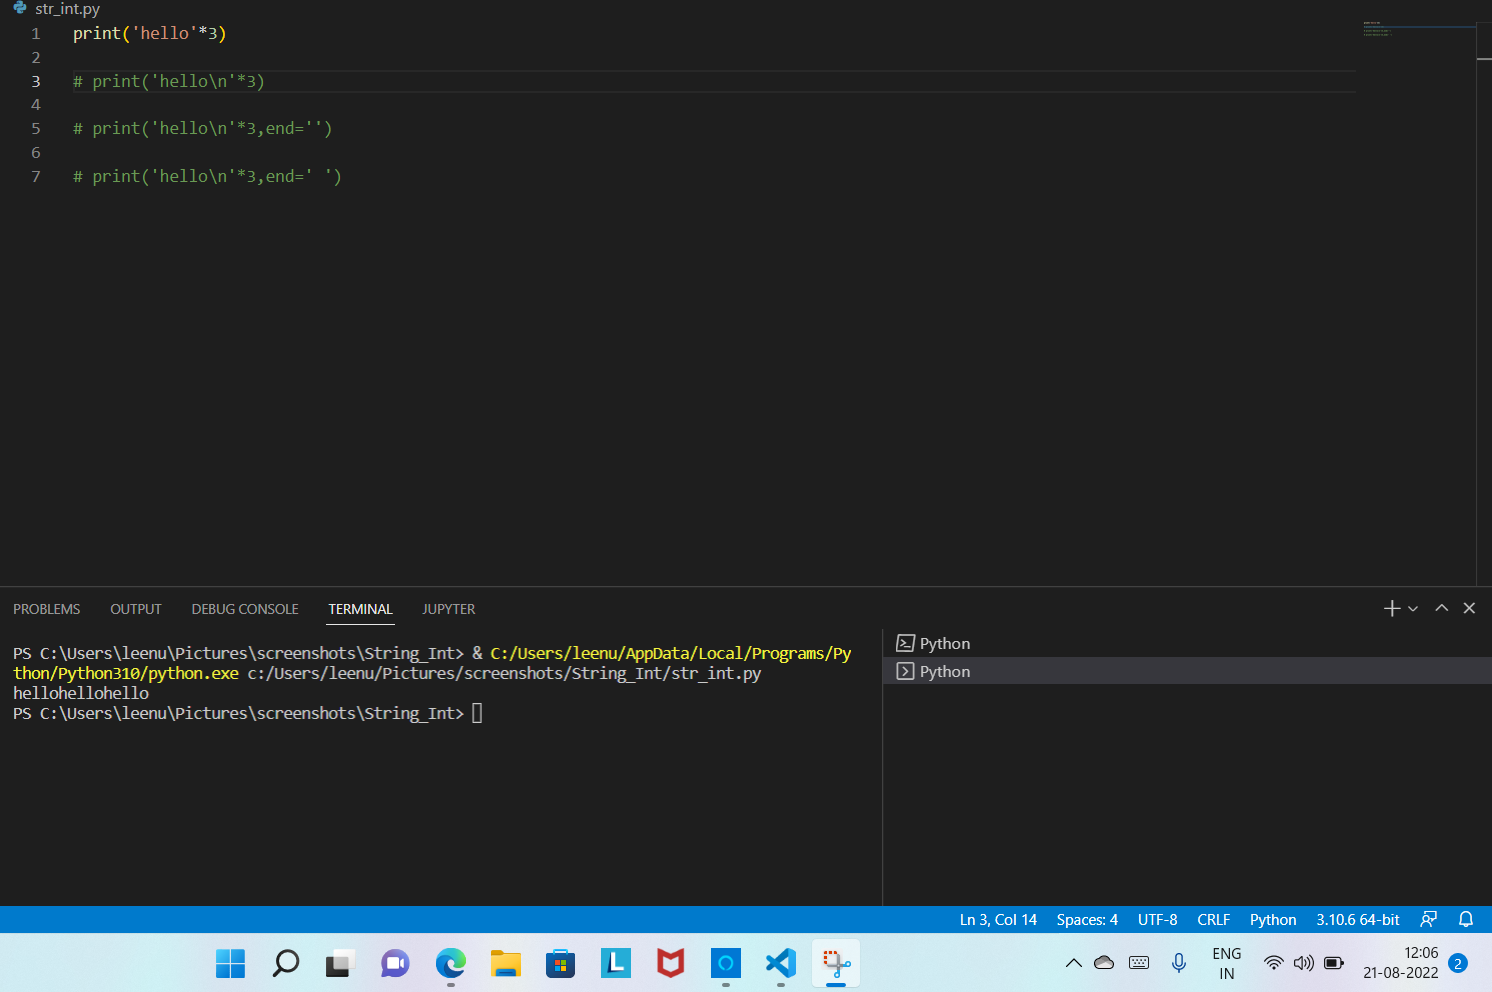 str_int.py
1 print('hello'*3)
2
3 # print('hello\n'*3)
4
5 # print('hello\n'*3,end='')
6
7 # print('hello\n'*3,end=' ')
PROBLEMS OUTPUT DEBUG CONSOLE TERMINAL JUPYTER
PS C:\Users\leenu\Pictures\screenshots\String_Int> & C:/Users/leenu/AppData/Local/Programs/Py
thon/Python310/python.exe c:/Users/leenu/Pictures/screenshots/String_Int/str_int.py
hellohellohello
PS C:\Users\leenu\Pictures\screenshots\String_Int>
Python
Python
Ln 3, Col 14 Spaces: 4 UTF-8 CRLF Python 3.10.6 64-bit
L
ENG
IN
12:06
21-08-2022
2